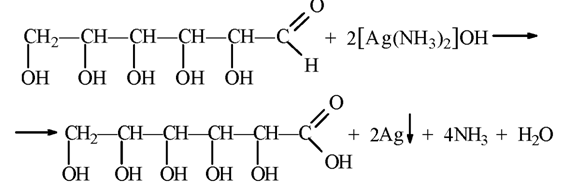 O
CH₂—CH—CH—CH—CH—C + 2[Ag(NH₃)₂]OH ⟶
H
OH OH OH OH OH
⟶ CH₂—CH—CH—CH—CH—C + 2Ag↓ + 4NH₃ + H₂O
O
OH
OH OH OH OH OH